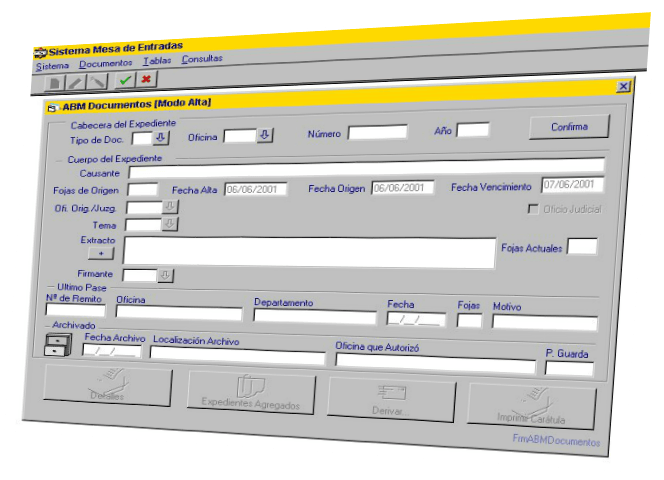 Sistema Mesa de Entradas
Sistema Documentos Tablas Consultas
ABM Documentos [Modo Alta]
Cabecera del Expediente
Tipo de Doc. Oficina Número Año Confirma
Cuerpo del Expediente
Causante
Fojas de Origen Fecha Alta 06/06/2001 Fecha Origen 06/06/2001 Fecha Vencimiento 07/06/2001
Ofi. Orig./Juzg. Oficio Judicial
Tema
Extracto Fojas Actuales
+
Firmante
Ultimo Pase
Nº de Remito Oficina Departamento Fecha Fojas Motivo
__/__/____
Archivado
Fecha Archivo Localización Archivo Oficina que Autorizó P. Guarda
__/__/____
Detalles Expedientes Agregados Derivar... Imprimir Carátula
FrmABMDocumentos